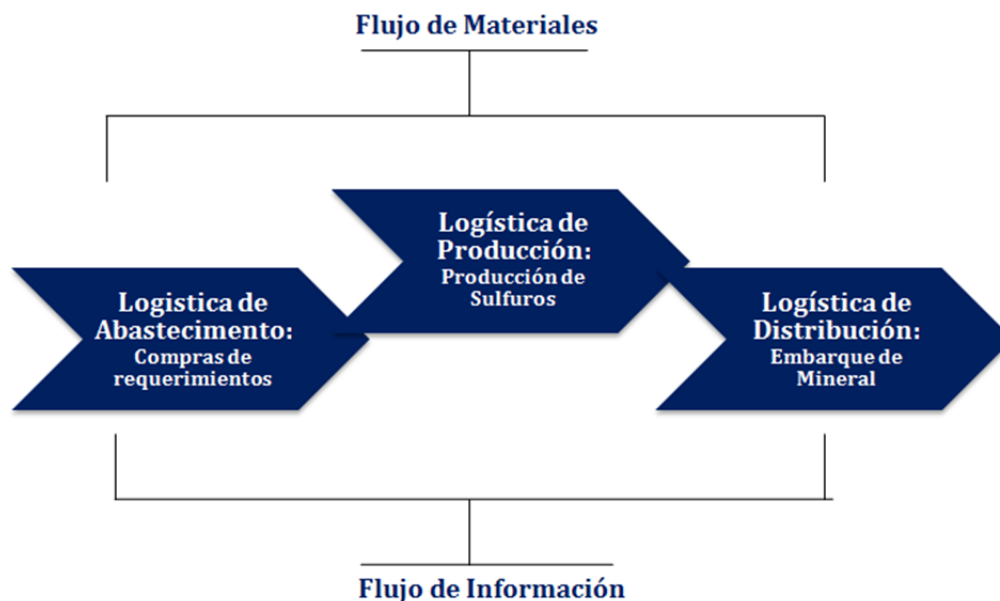 Flujo de Materiales
Logistica de
Abastecimento:
Compras de
requerimientos
Logística de
Producción:
Producción de
Sulfuros
Logística de
Distribución:
Embarque de
Mineral
Flujo de Información